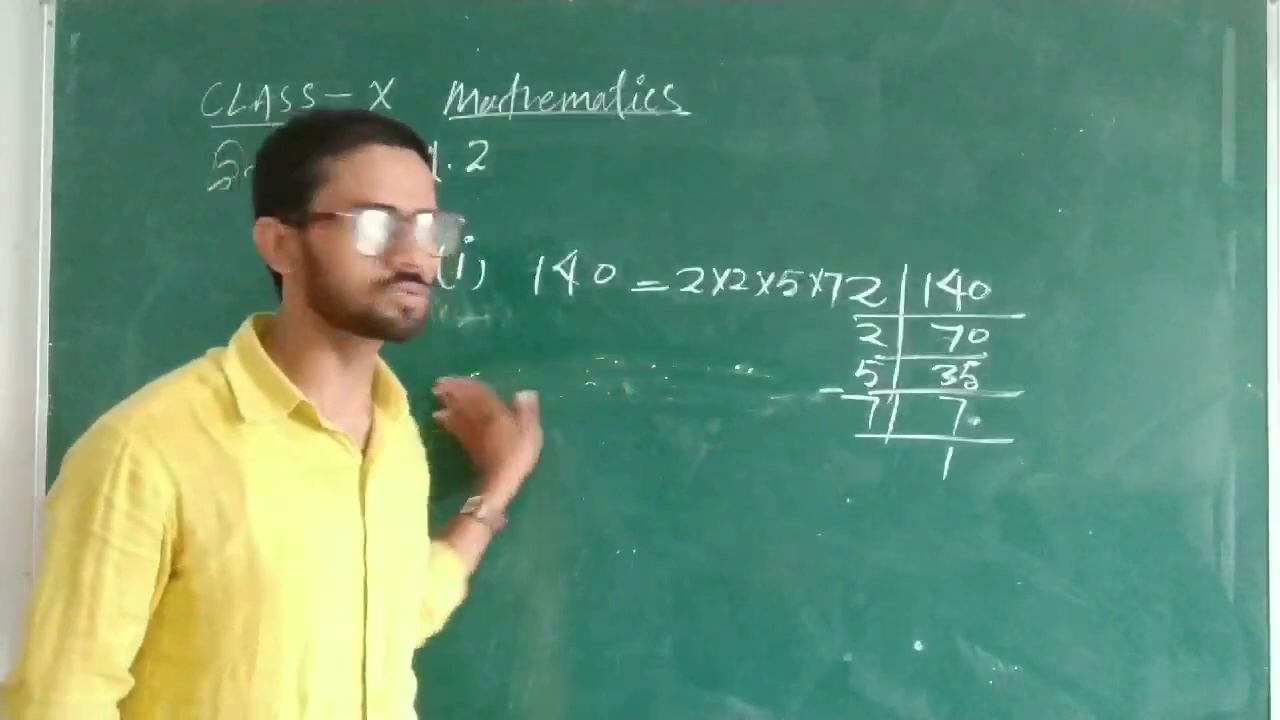 CLASS - X Mathematics
1.2
(i) 140 = 2×2×5×7
2 | 140
2 | 70
5 | 35
7 | 7
1